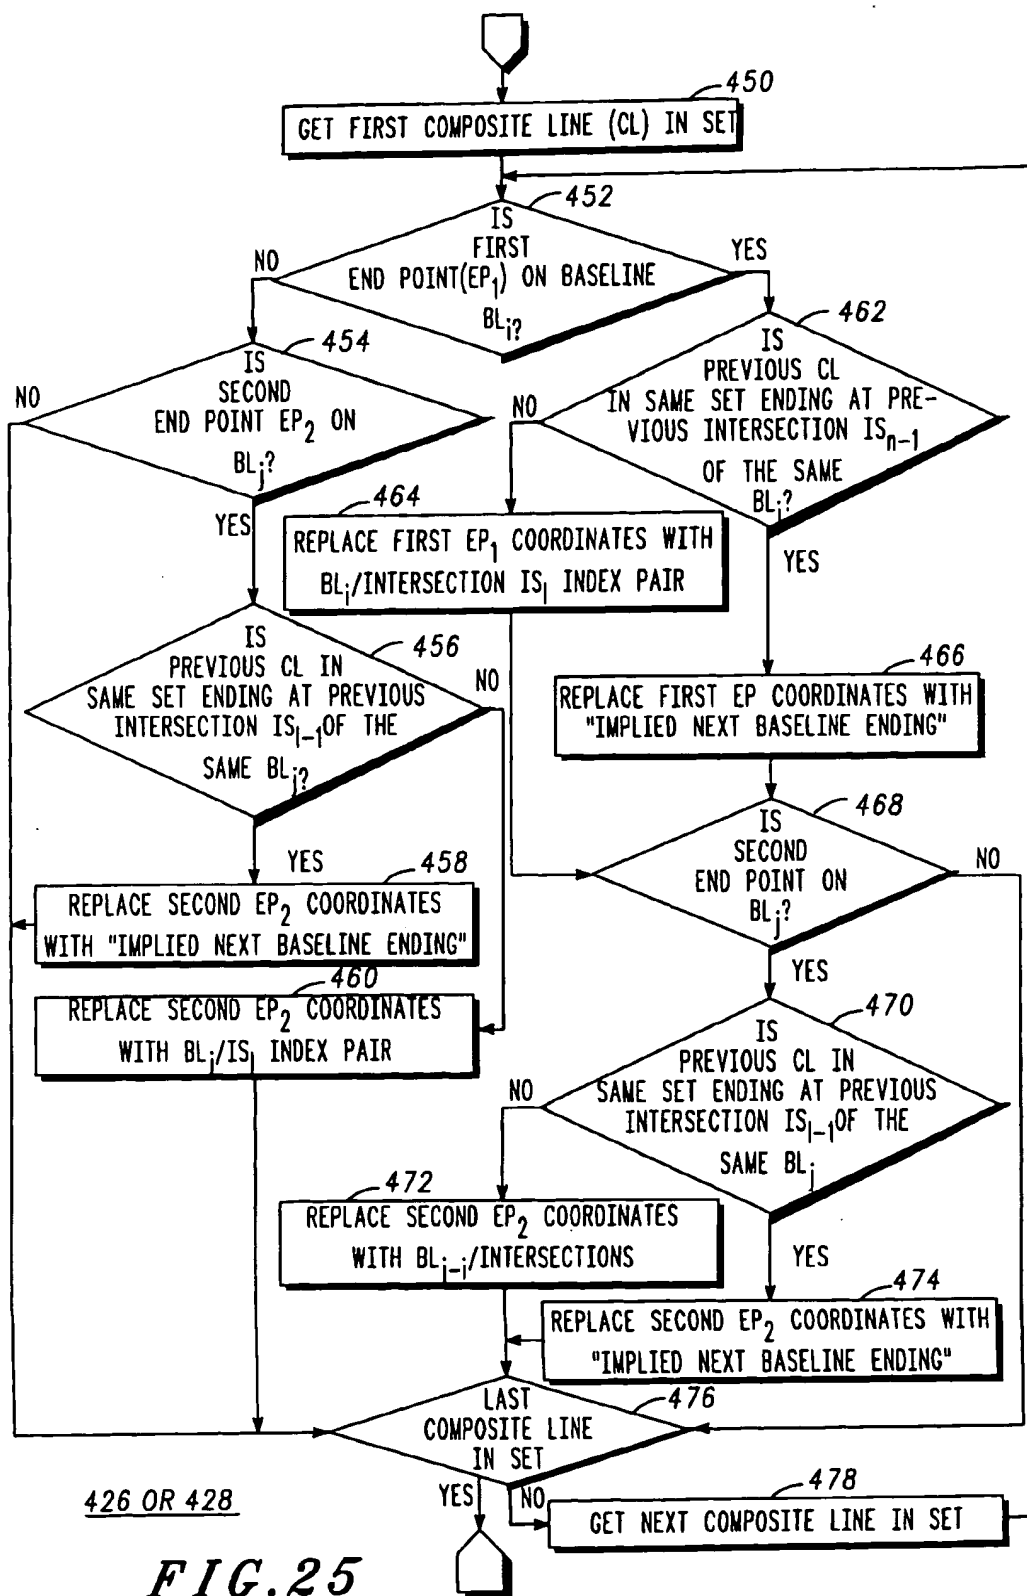 450
GET FIRST COMPOSITE LINE (CL) IN SET
452
IS
FIRST
END POINT(EP1) ON BASELINE
BLi?
NO
YES
454
IS
SECOND
END POINT EP2 ON
BLj?
NO
YES
462
IS
PREVIOUS CL
IN SAME SET ENDING AT PRE-
VIOUS INTERSECTION ISn-1
OF THE SAME
BLi?
NO
YES
464
REPLACE FIRST EP1 COORDINATES WITH
BLi/INTERSECTION ISl INDEX PAIR
456
IS
PREVIOUS CL IN
SAME SET ENDING AT PREVIOUS
INTERSECTION ISl-1 OF THE
SAME BLj?
NO
YES
466
REPLACE FIRST EP COORDINATES WITH
"IMPLIED NEXT BASELINE ENDING"
468
IS
SECOND
END POINT ON
BLj?
NO
YES
458
REPLACE SECOND EP2 COORDINATES
WITH "IMPLIED NEXT BASELINE ENDING"
460
REPLACE SECOND EP2 COORDINATES
WITH BLj/ISl INDEX PAIR
470
IS
PREVIOUS CL IN
SAME SET ENDING AT PREVIOUS
INTERSECTION ISl-1 OF THE
SAME BLj
NO
YES
472
REPLACE SECOND EP2 COORDINATES
WITH BLj-j/INTERSECTIONS
474
REPLACE SECOND EP2 COORDINATES WITH
"IMPLIED NEXT BASELINE ENDING"
476
LAST
COMPOSITE LINE
IN SET
YES
NO
478
GET NEXT COMPOSITE LINE IN SET
426 OR 428
FIG.25